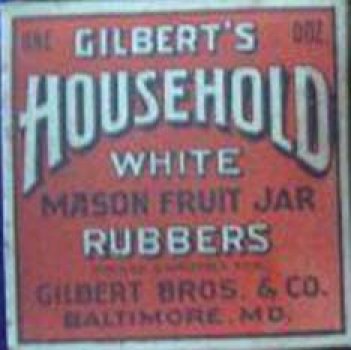 ONE DOZ.
GILBERT'S
HOUSEHOLD
WHITE
MASON FRUIT JAR
RUBBERS
GILBERT BROS. & CO.
BALTIMORE. MD.